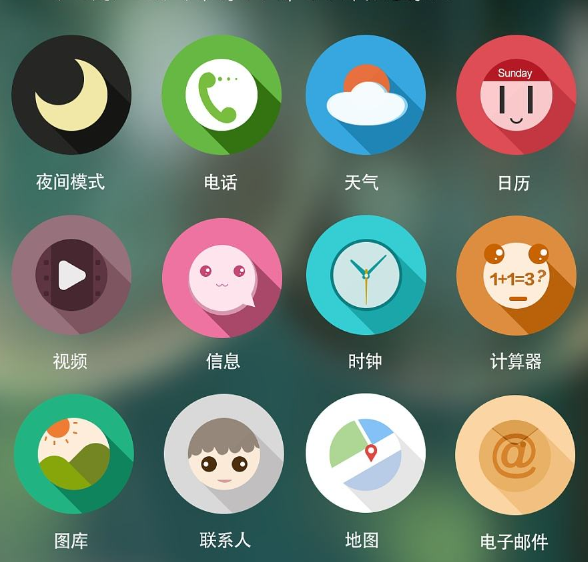 夜间模式
电话
天气
Sunday
日历
视频
信息
时钟
1+1=3?
计算器
图库
联系人
地图
@
电子邮件